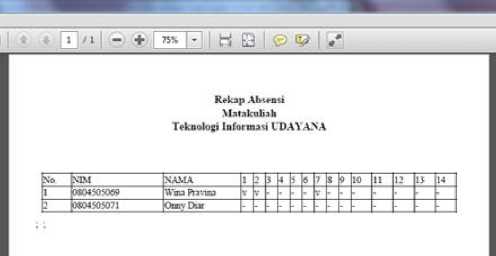 1 / 1 75%
Rekap Absensi
Matakuliah
Teknologi Informasi UDAYANA
No. NIM NAMA 1 2 3 4 5 6 7 8 9 10 11 12 13 14
1 0804505069 Wina Pravina v v - - - - v - - - - - - -
2 0804505071 Onny Diar - - - - - - - - - - - - - -
; ;